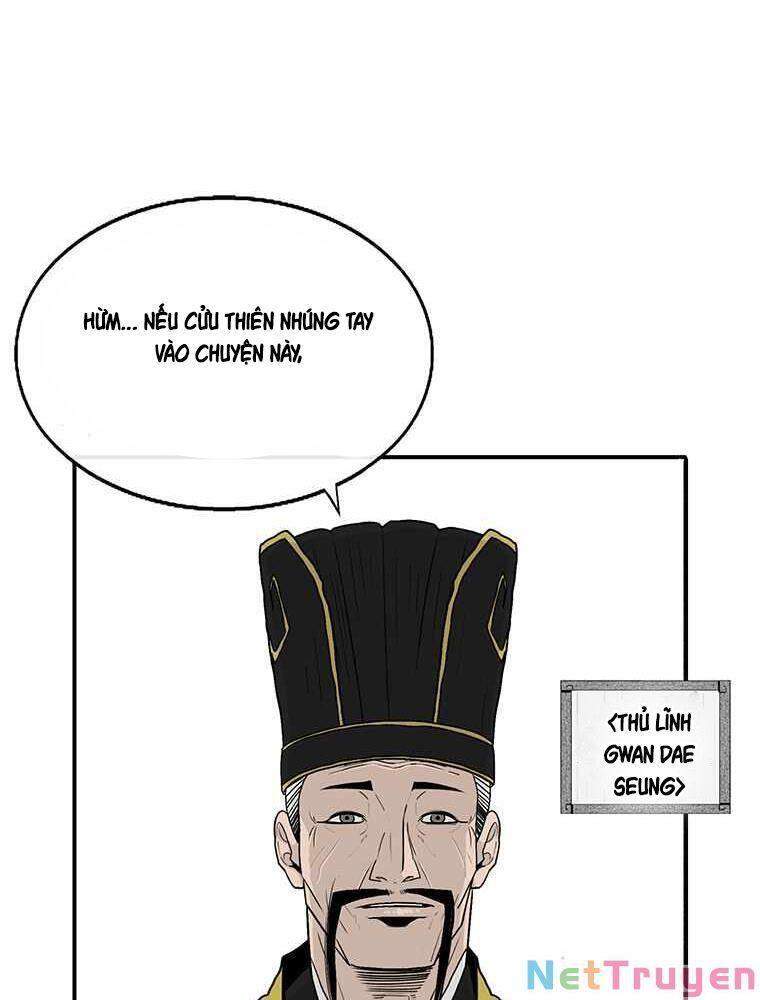 HỪM... NẾU CỬU THIÊN NHÚNG TAY
VÀO CHUYỆN NÀY,
<THỦ LĨNH
GWAN DAE
SEUNG>
NETTRUYEN